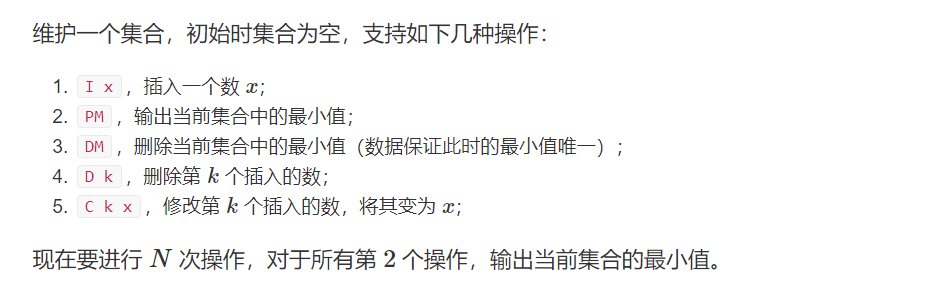 维护一个集合，初始时集合为空，支持如下几种操作：
1. I x，插入一个数 x；
2. PM，输出当前集合中的最小值；
3. DM，删除当前集合中的最小值（数据保证此时的最小值唯一）；
4. D k，删除第 k 个插入的数；
5. C k x，修改第 k 个插入的数，将其变为 x；
现在要进行 N 次操作，对于所有第 2 个操作，输出当前集合的最小值。